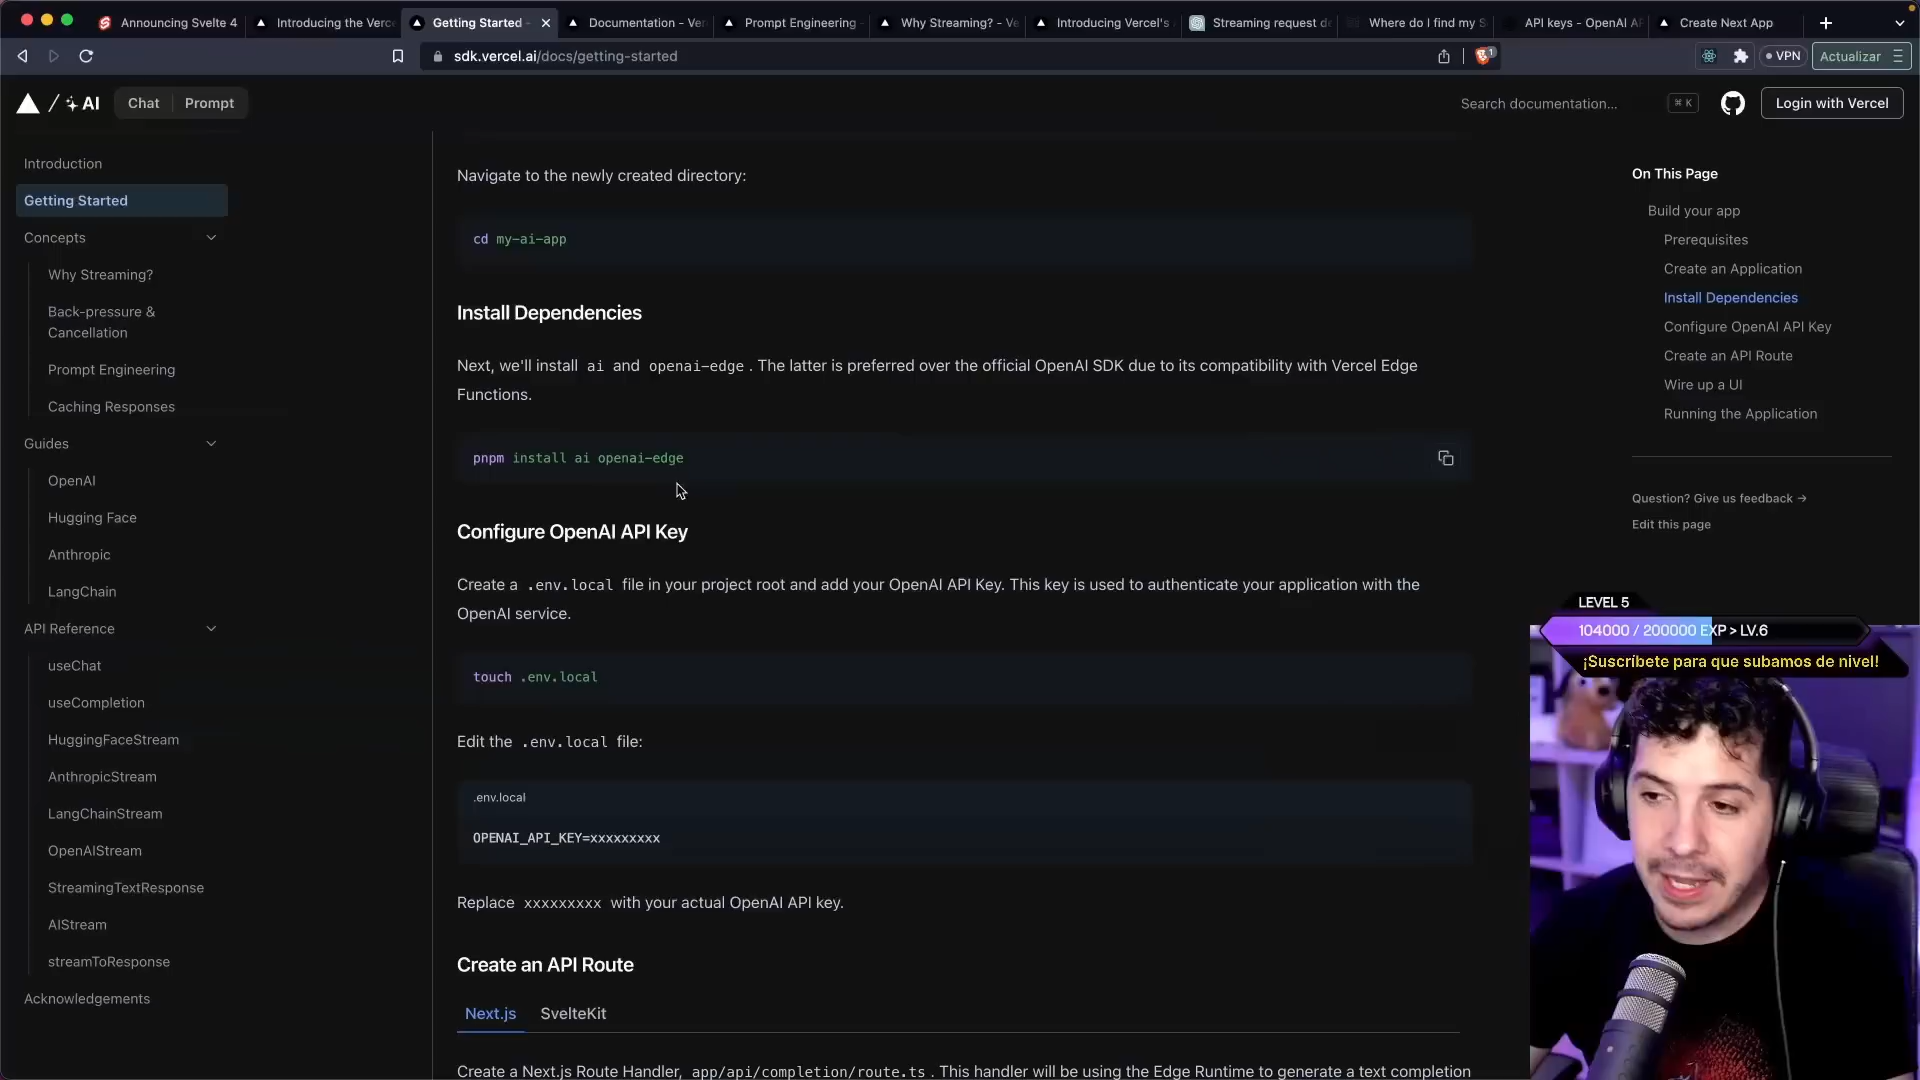 Announcing Svelte 4
Introducing the Verc
Getting Started -
Documentation - Ver
Prompt Engineering
Why Streaming? - Ve
Introducing Vercel's
Streaming request d
Where do I find my S
API keys - OpenAI AP
Create Next App
sdk.vercel.ai/docs/getting-started
1
VPN
Actualizar
AI
Chat
Prompt
Search documentation...
⌘ K
Login with Vercel
Introduction
Getting Started
Concepts
Why Streaming?
Back-pressure &
Cancellation
Prompt Engineering
Caching Responses
Guides
OpenAI
Hugging Face
Anthropic
LangChain
API Reference
useChat
useCompletion
HuggingFaceStream
AnthropicStream
LangChainStream
OpenAIStream
StreamingTextResponse
AIStream
streamToResponse
Acknowledgements
Navigate to the newly created directory:
cd my-ai-app
Install Dependencies
Next, we'll install ai and openai-edge . The latter is preferred over the official OpenAI SDK due to its compatibility with Vercel Edge
Functions.
pnpm install ai openai-edge
Configure OpenAI API Key
Create a .env.local file in your project root and add your OpenAI API Key. This key is used to authenticate your application with the
OpenAI service.
touch .env.local
Edit the .env.local file:
.env.local
OPENAI_API_KEY=xxxxxxxxx
Replace xxxxxxxxx with your actual OpenAI API key.
Create an API Route
Next.js
SvelteKit
Create a Next.js Route Handler, app/api/completion/route.ts . This handler will be using the Edge Runtime to generate a text completion
On This Page
Build your app
Prerequisites
Create an Application
Install Dependencies
Configure OpenAI API Key
Create an API Route
Wire up a UI
Running the Application
Question? Give us feedback →
Edit this page
LEVEL 5
104000 / 200000 EXP > LV.6
¡Suscríbete para que subamos de nivel!